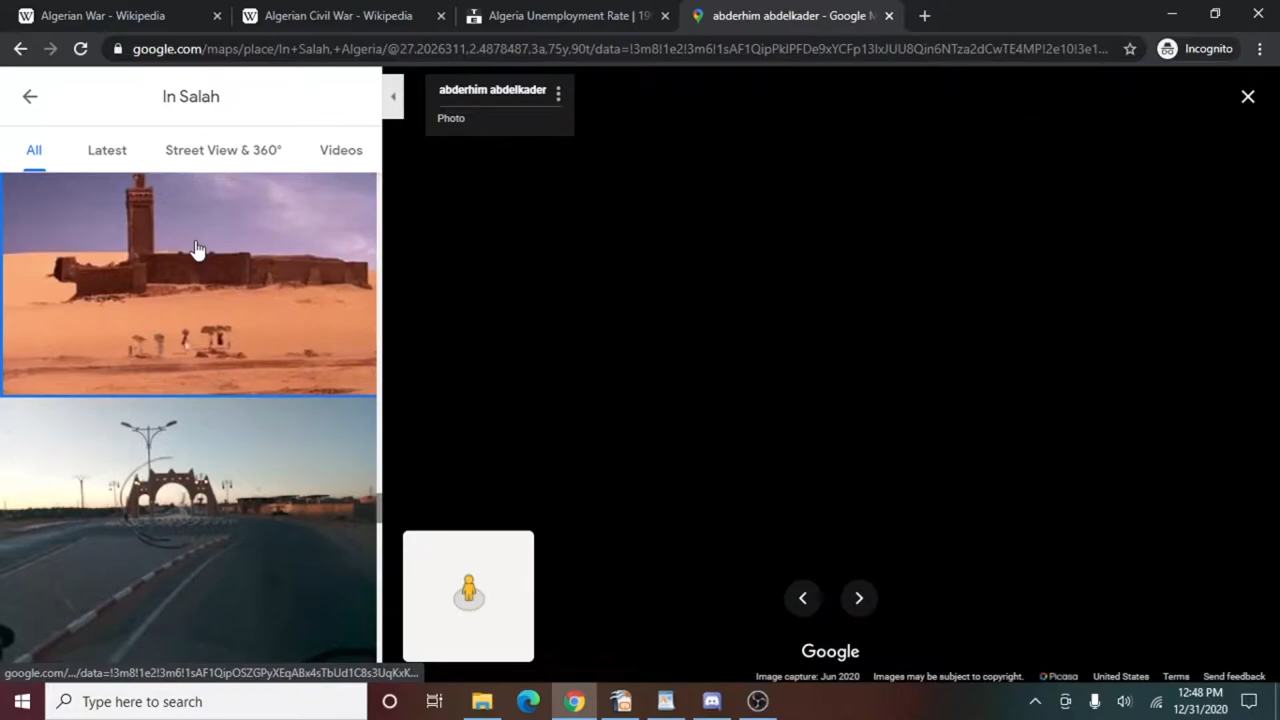 Algerian War - Wikipedia
Algerian Civil War - Wikipedia
Algeria Unemployment Rate | 19
abderhim abdelkader - Google M
google.com/maps/place/In+Salah,+Algeria/@27.2026311,2.4878487,3a,75y,90t/data=!3m8!1e2!3m6!1sAF1QipPkJPFDe9xYCFp13lxJUU8Qin6NTza2dCwTE4MP!2e10!3e1...
Incognito
In Salah
abderhim abdelkader
Photo
All
Latest
Street View & 360°
Videos
Google
google.com/.../data=!3m8!1e2!3m6!1sAF1QipOSZGPyXEqABx4sTbUd1C8s3UqKxK...
Image capture: Jun 2020
Images may be subject to copyright.
Picasa
United States
Terms
Send feedback
Type here to search
12:48 PM
12/31/2020